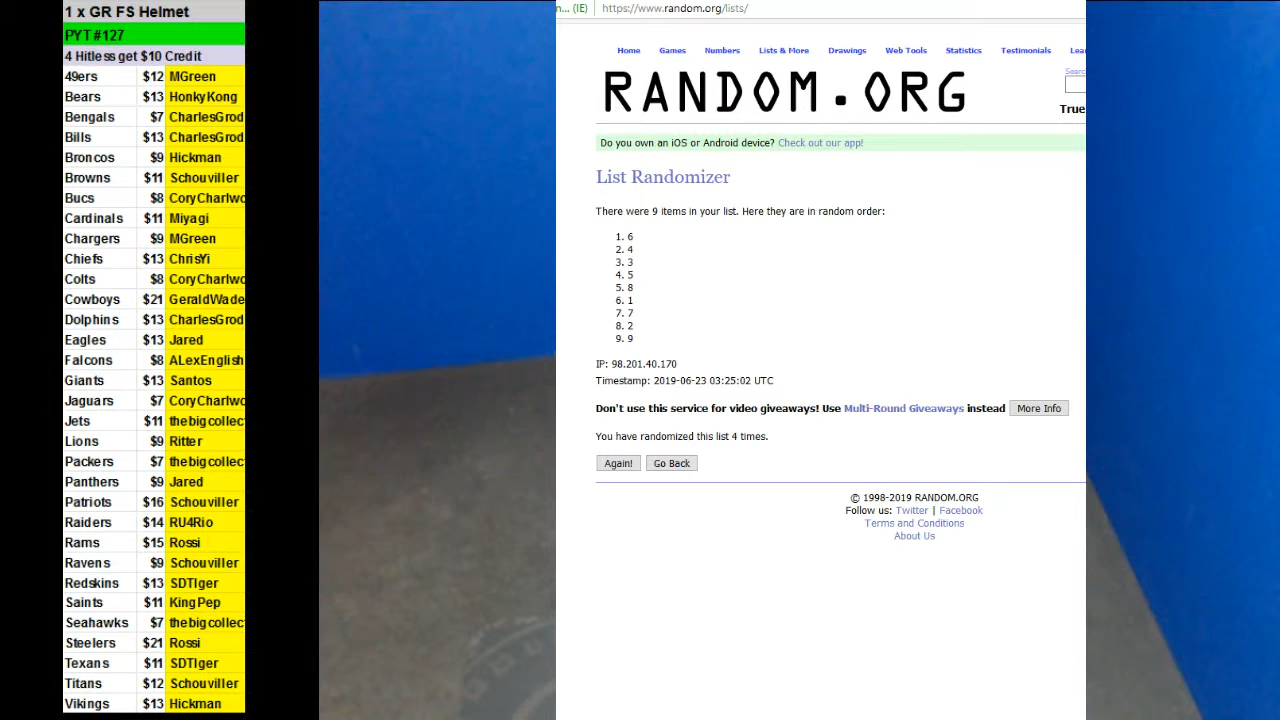 1 x GR FS Helmet
PYT #127
4 Hitless get $10 Credit
49ers $12 MGreen
Bears $13 HonkyKong
Bengals $7 CharlesGrod
Bills $13 CharlesGrod
Broncos $9 Hickman
Browns $11 Schouviller
Bucs $8 CoryCharlwo
Cardinals $11 Miyagi
Chargers $9 MGreen
Chiefs $13 ChrisYi
Colts $8 CoryCharlwo
Cowboys $21 GeraldWade
Dolphins $13 CharlesGrod
Eagles $13 Jared
Falcons $8 ALexEnglish
Giants $13 Santos
Jaguars $7 CoryCharlwo
Jets $11 thebigcollect
Lions $9 Ritter
Packers $7 thebigcollect
Panthers $9 Jared
Patriots $16 Schouviller
Raiders $14 RU4Rio
Rams $15 Rossi
Ravens $9 Schouviller
Redskins $13 SDTIger
Saints $11 KingPep
Seahawks $7 thebigcollect
Steelers $21 Rossi
Texans $11 SDTIger
Titans $12 Schouviller
Vikings $13 Hickman
n... (IE) https://www.random.org/lists/
Home Games Numbers Lists & More Drawings Web Tools Statistics Testimonials Lear
RANDOM.ORG
Search
True
Do you own an iOS or Android device? Check out our app!
List Randomizer
There were 9 items in your list. Here they are in random order:
1. 6
2. 4
3. 3
4. 5
5. 8
6. 1
7. 7
8. 2
9. 9
IP: 98.201.40.170
Timestamp: 2019-06-23 03:25:02 UTC
Don't use this service for video giveaways! Use Multi-Round Giveaways instead More Info
You have randomized this list 4 times.
Again! Go Back
© 1998-2019 RANDOM.ORG
Follow us: Twitter | Facebook
Terms and Conditions
About Us